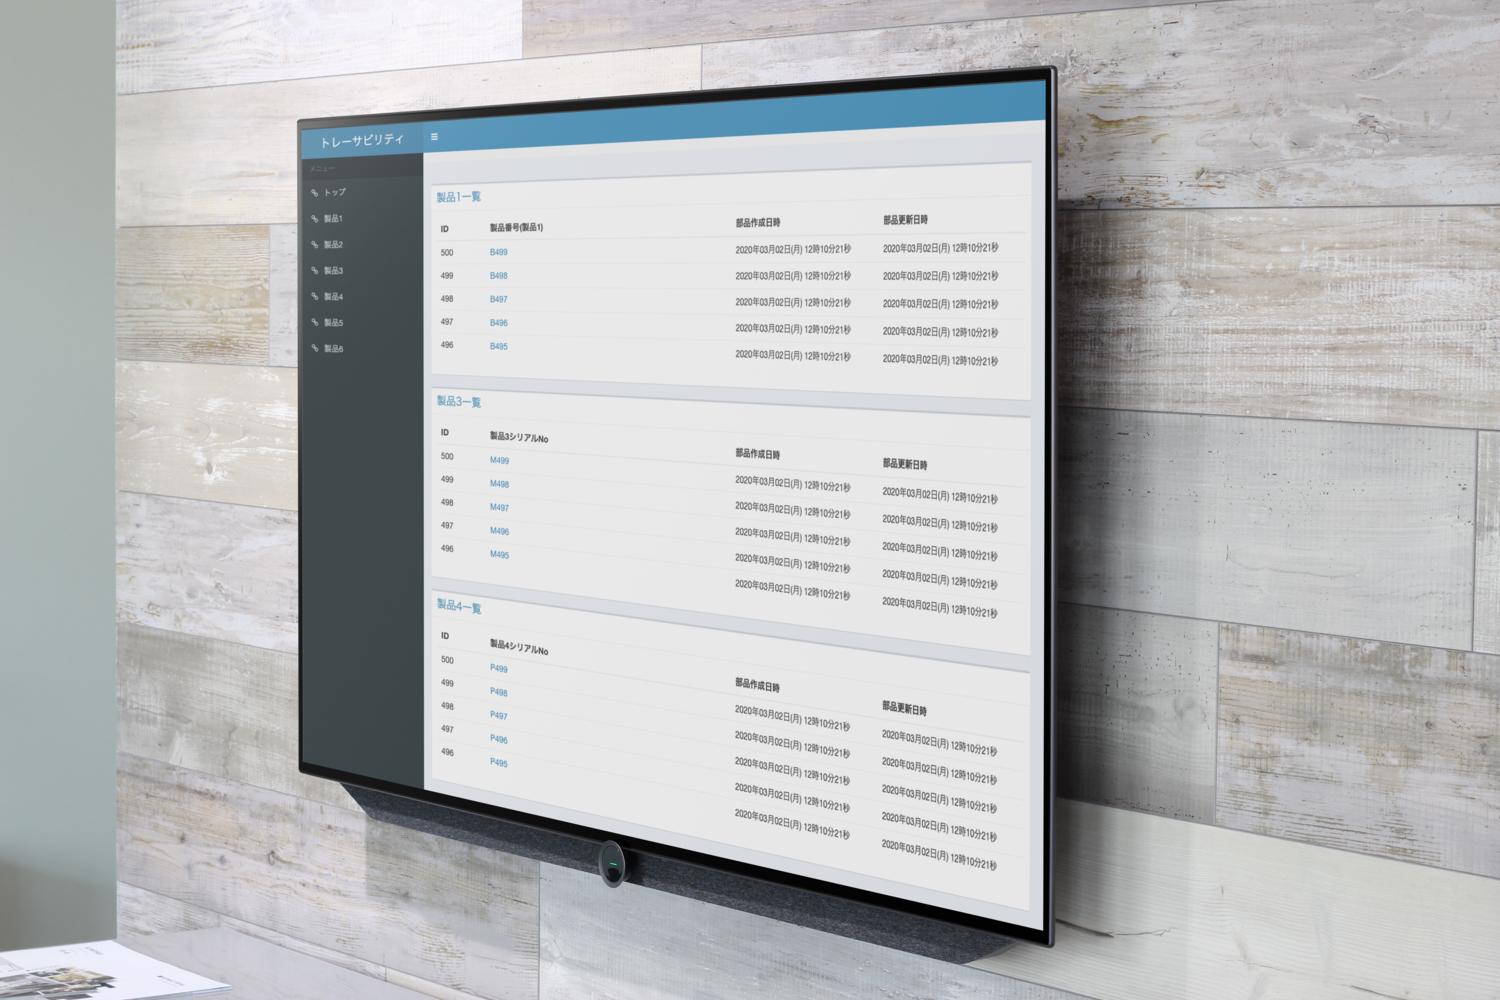 トレーサビリティ
メニュー
トップ
製品1
製品2
製品3
製品4
製品5
製品6
製品1一覧
ID 製品番号(製品1) 部品作成日時 部品更新日時
500 B499 2020年03月02日(月) 12時10分21秒 2020年03月02日(月) 12時10分21秒
499 B498 2020年03月02日(月) 12時10分21秒 2020年03月02日(月) 12時10分21秒
498 B497 2020年03月02日(月) 12時10分21秒 2020年03月02日(月) 12時10分21秒
497 B496 2020年03月02日(月) 12時10分21秒 2020年03月02日(月) 12時10分21秒
496 B495 2020年03月02日(月) 12時10分21秒 2020年03月02日(月) 12時10分21秒
製品3一覧
ID 製品3シリアルNo 部品作成日時 部品更新日時
500 M499 2020年03月02日(月) 12時10分21秒 2020年03月02日(月) 12時10分21秒
499 M498 2020年03月02日(月) 12時10分21秒 2020年03月02日(月) 12時10分21秒
498 M497 2020年03月02日(月) 12時10分21秒 2020年03月02日(月) 12時10分21秒
497 M496 2020年03月02日(月) 12時10分21秒 2020年03月02日(月) 12時10分21秒
496 M495 2020年03月02日(月) 12時10分21秒 2020年03月02日(月) 12時10分21秒
製品4一覧
ID 製品4シリアルNo 部品作成日時 部品更新日時
500 P499 2020年03月02日(月) 12時10分21秒 2020年03月02日(月) 12時10分21秒
499 P498 2020年03月02日(月) 12時10分21秒 2020年03月02日(月) 12時10分21秒
498 P497 2020年03月02日(月) 12時10分21秒 2020年03月02日(月) 12時10分21秒
497 P496 2020年03月02日(月) 12時10分21秒 2020年03月02日(月) 12時10分21秒
496 P495 2020年03月02日(月) 12時10分21秒 2020年03月02日(月) 12時10分21秒